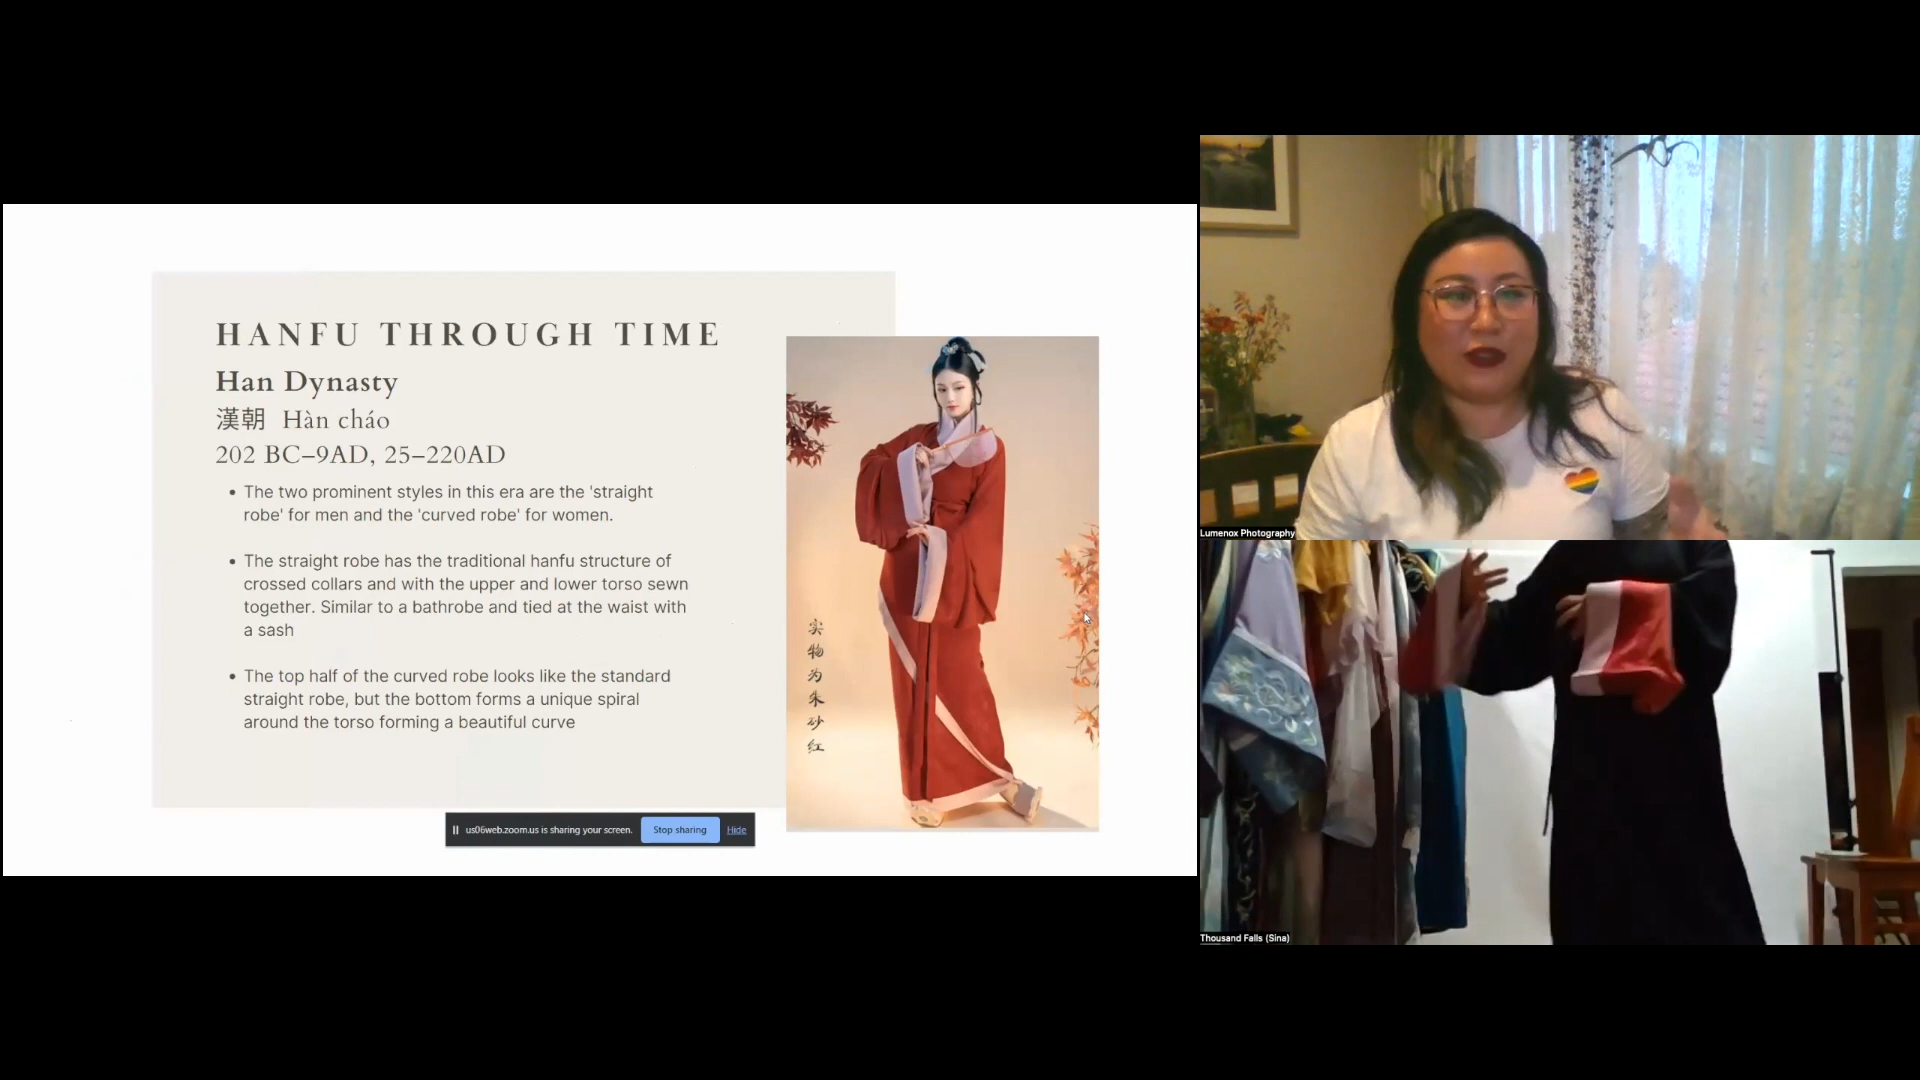 HANFU THROUGH TIME
Han Dynasty
漢朝 Hàn cháo
202 BC–9AD, 25–220AD
• The two prominent styles in this era are the 'straight
robe' for men and the 'curved robe' for women.
• The straight robe has the traditional hanfu structure of
crossed collars and with the upper and lower torso sewn
together. Similar to a bathrobe and tied at the waist with
a sash
• The top half of the curved robe looks like the standard
straight robe, but the bottom forms a unique spiral
around the torso forming a beautiful curve
实物为朱砂红
us06web.zoom.us is sharing your screen. Stop sharing Hide
Lumenox Photography
Thousand Falls (Sina)